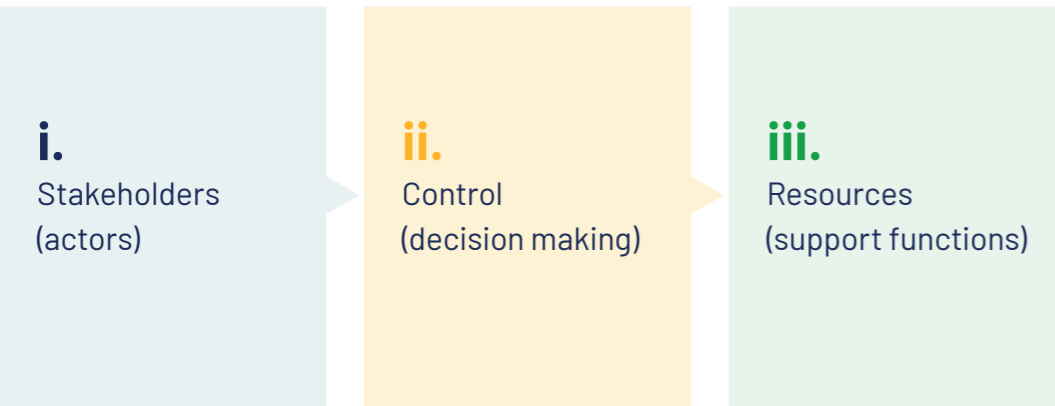 i.
Stakeholders
(actors)
ii.
Control
(decision making)
iii.
Resources
(support functions)